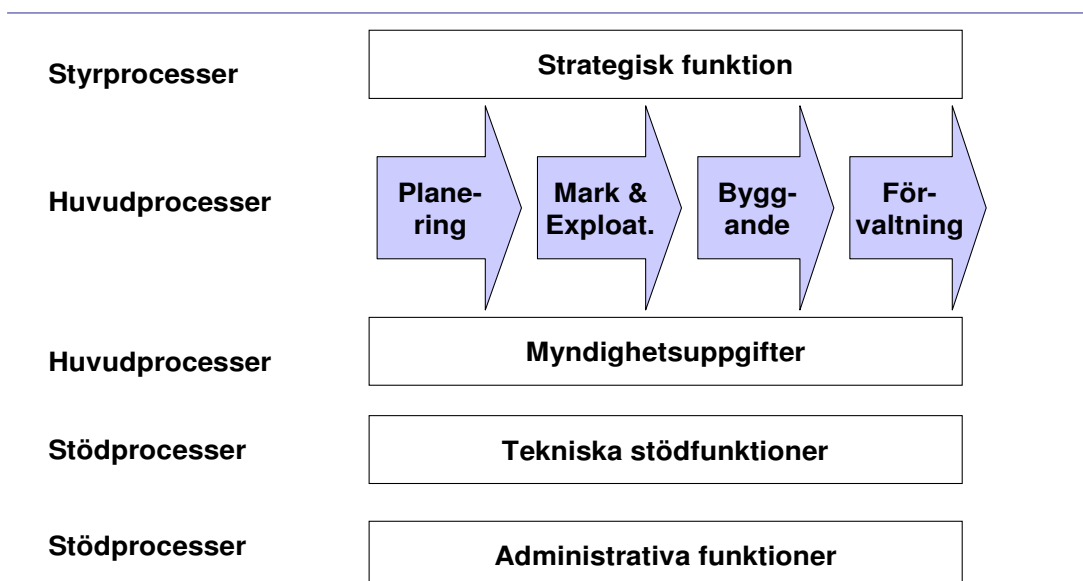 Styrprocesser
Strategisk funktion
Huvudprocesser
Plane-
ring
Mark &
Exploat.
Bygg-
ande
För-
valtning
Huvudprocesser
Myndighetsuppgifter
Stödprocesser
Tekniska stödfunktioner
Stödprocesser
Administrativa funktioner